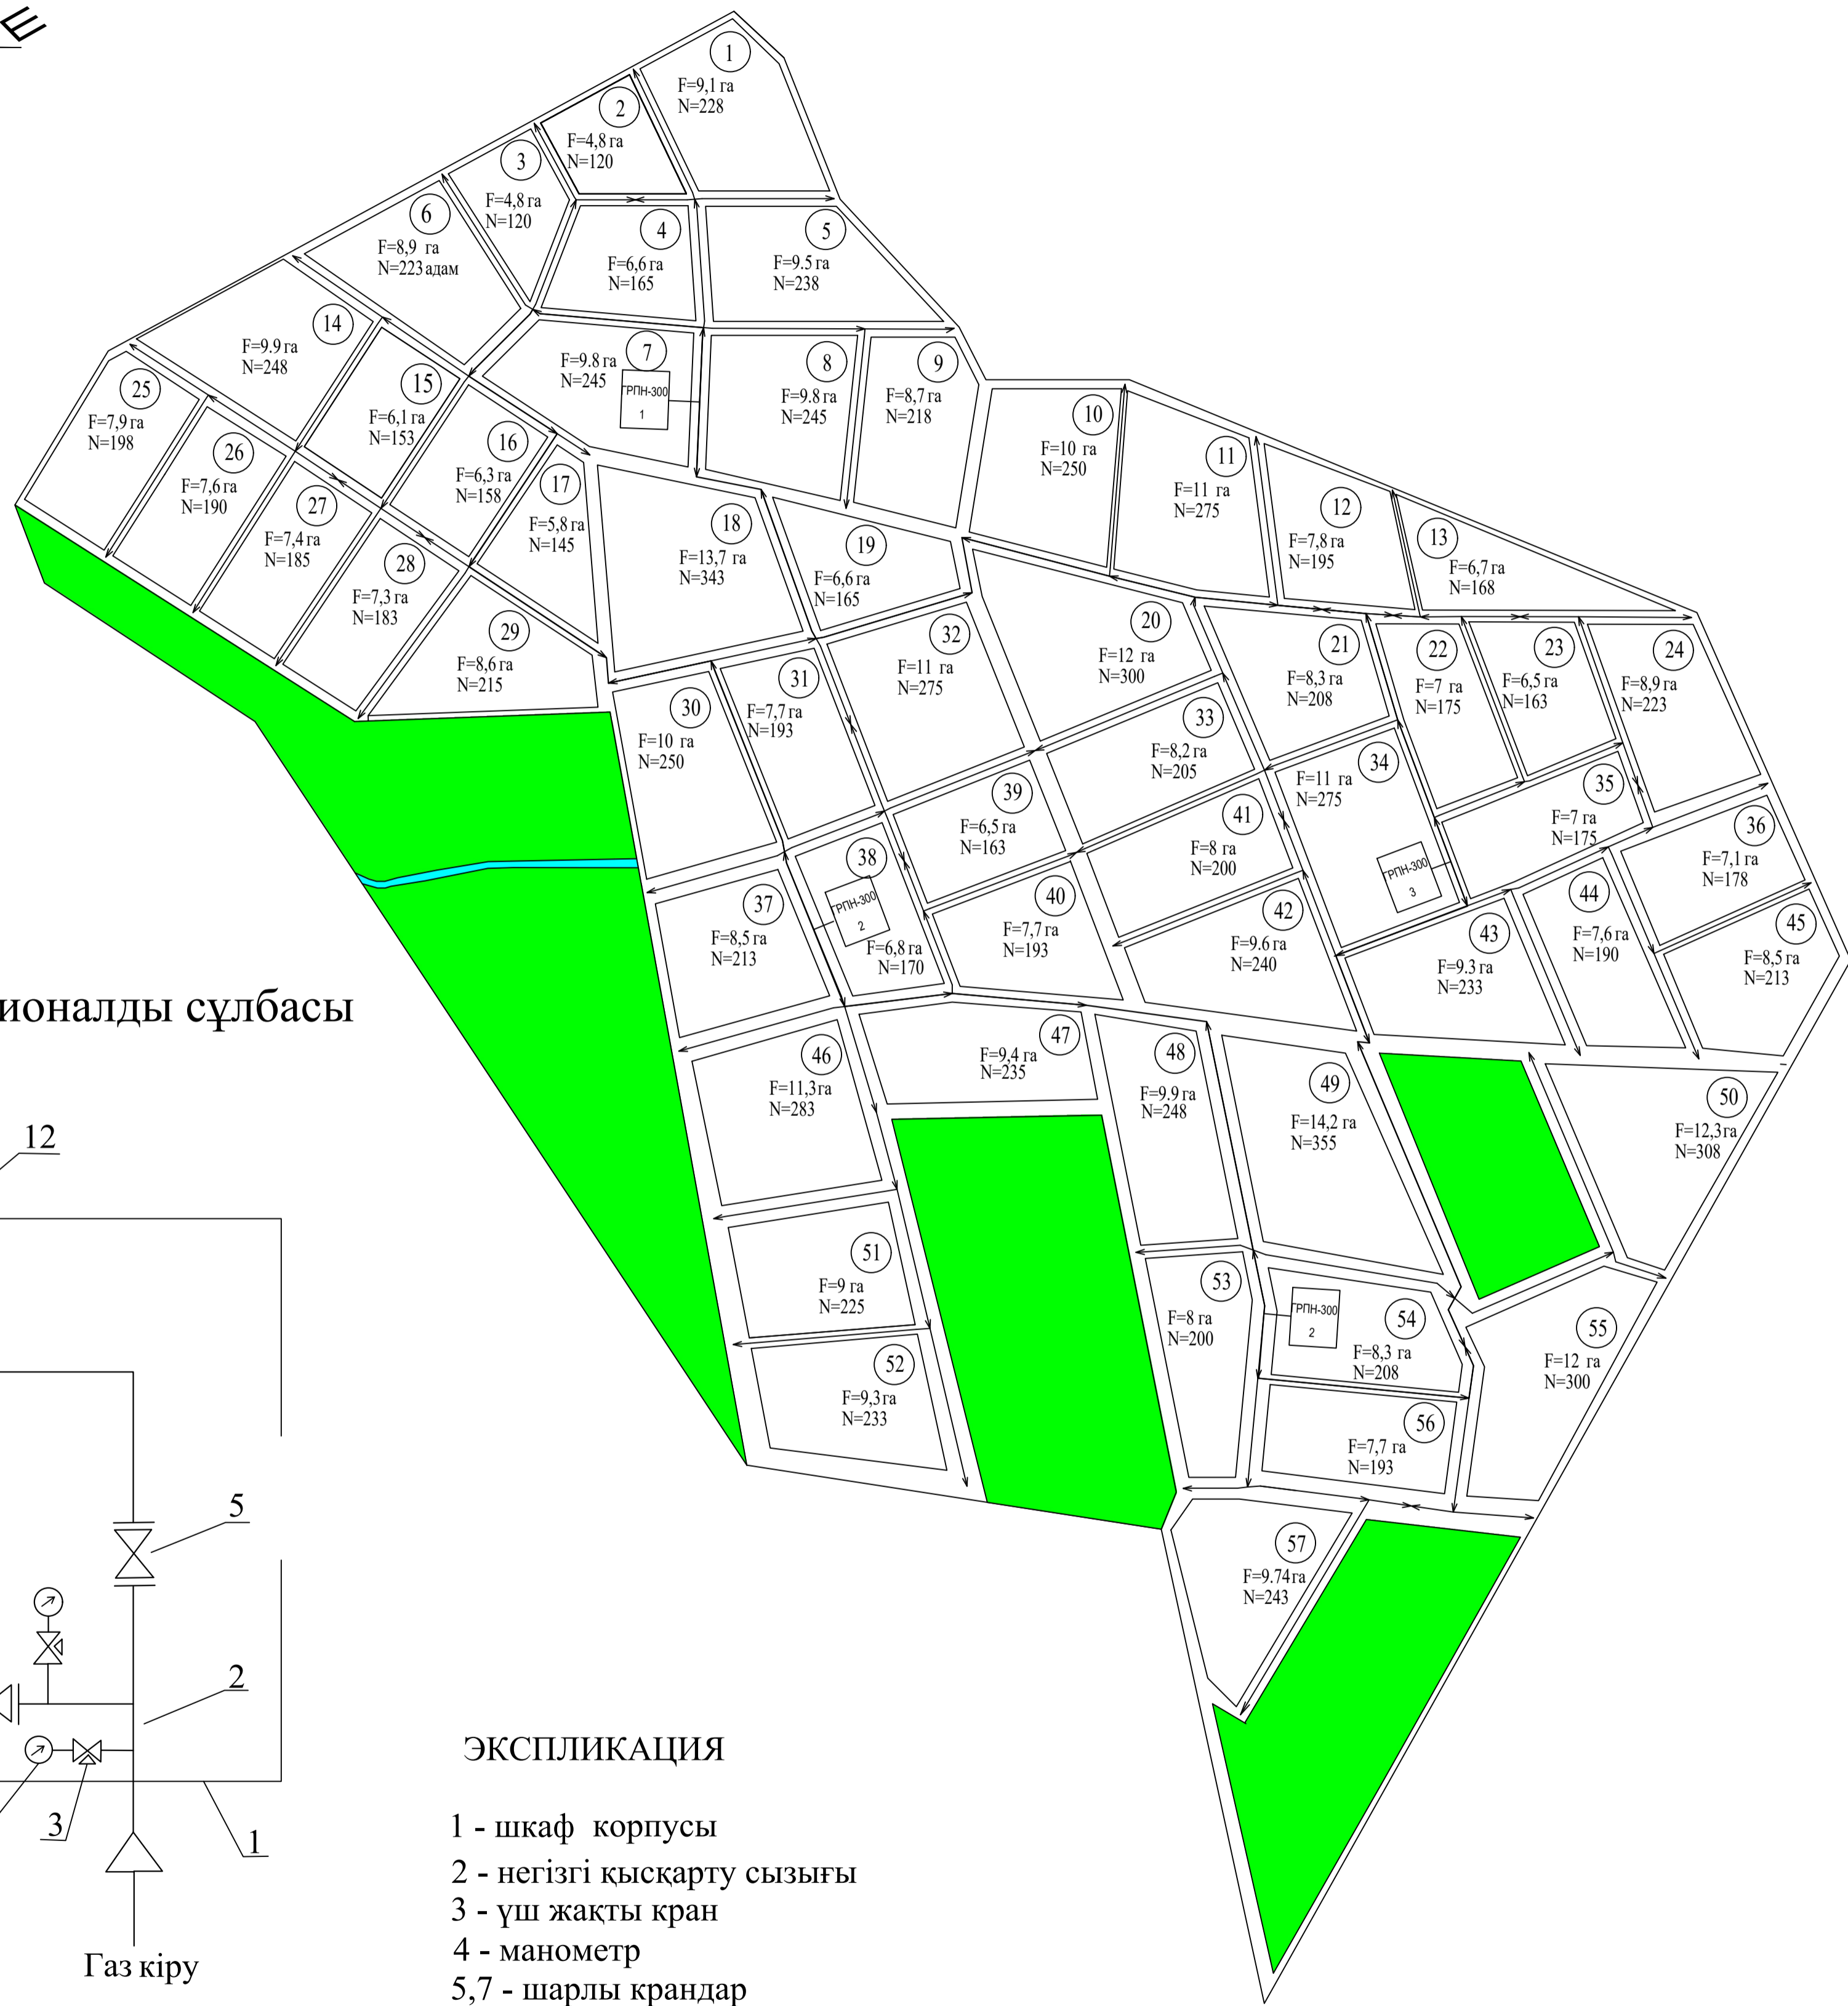 1
F=9,1 га
N=228
2
F=4,8 га
N=120
3
F=4,8 га
N=120
4
F=6,6 га
N=165
5
F=9.5 га
N=238
6
F=8,9 га
N=223 адам
7
F=9.8 га
N=245
ГРПН-300
1
8
F=9.8 га
N=245
9
F=8,7 га
N=218
10
F=10 га
N=250
11
F=11 га
N=275
12
F=7,8 га
N=195
13
F=6,7 га
N=168
14
F=9.9 га
N=248
15
F=6,1 га
N=153
16
F=6,3 га
N=158
17
F=5,8 га
N=145
18
F=13,7 га
N=343
19
F=6,6 га
N=165
20
F=12 га
N=300
21
F=8,3 га
N=208
22
F=7 га
N=175
23
F=6,5 га
N=163
24
F=8,9 га
N=223
25
F=7,9 га
N=198
26
F=7,6 га
N=190
27
F=7,4 га
N=185
28
F=7,3 га
N=183
29
F=8,6 га
N=215
30
F=10 га
N=250
31
F=7,7 га
N=193
32
F=11 га
N=275
33
F=8,2 га
N=205
34
F=11 га
N=275
ГРПН-300
3
35
F=7 га
N=175
36
F=7,1 га
N=178
37
F=8,5 га
N=213
38
ГРПН-300
2
F=6,8 га
N=170
39
F=6,5 га
N=163
40
F=7,7 га
N=193
41
F=8 га
N=200
42
F=9.6 га
N=240
43
F=9.3 га
N=233
44
F=7,6 га
N=190
45
F=8,5 га
N=213
46
F=11,3 га
N=283
47
F=9,4 га
N=235
48
F=9.9 га
N=248
49
F=14,2 га
N=355
50
F=12,3 га
N=308
51
F=9 га
N=225
52
F=9,3 га
N=233
53
F=8 га
N=200
54
ГРПН-300
2
F=8,3 га
N=208
55
F=12 га
N=300
56
F=7,7 га
N=193
57
F=9.74 га
N=243
ионалды сұлбасы
12
5
2
3
1
Газ кіру
ЭКСПЛИКАЦИЯ
1 - шкаф корпусы
2 - негізгі қысқарту сызығы
3 - үш жақты кран
4 - манометр
5,7 - шарлы крандар